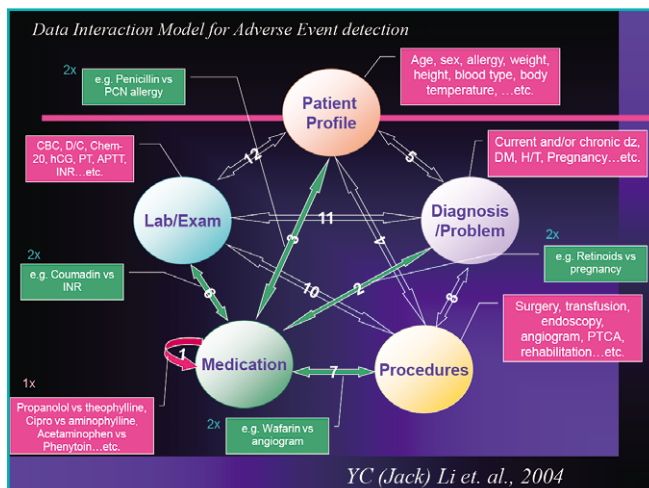 Data Interaction Model for Adverse Event detection
2x
e.g. Penicillin vs
PCN allergy
Age, sex, allergy, weight,
height, blood type, body
temperature, ...etc.
Patient
Profile
CBC, D/C, Chem-
20, hCG, PT, APTT,
INR...etc.
12
5
Current and/or chronic dz,
DM, H/T, Pregnancy...etc.
Lab/Exam
11
Diagnosis
/Problem
3
4
2x
2x
e.g. Coumadin vs
INR
e.g. Retinoids vs
pregnancy
6
10
2
8
Surgery, transfusion,
endoscopy,
angiogram, PTCA,
rehabilitation...etc.
1
Medication
7
Procedures
1x
Propanolol vs theophylline,
Cipro vs aminophylline,
Acetaminophen vs
Phenytoin...etc.
2x
e.g. Wafarin vs
angiogram
YC (Jack) Li et. al., 2004